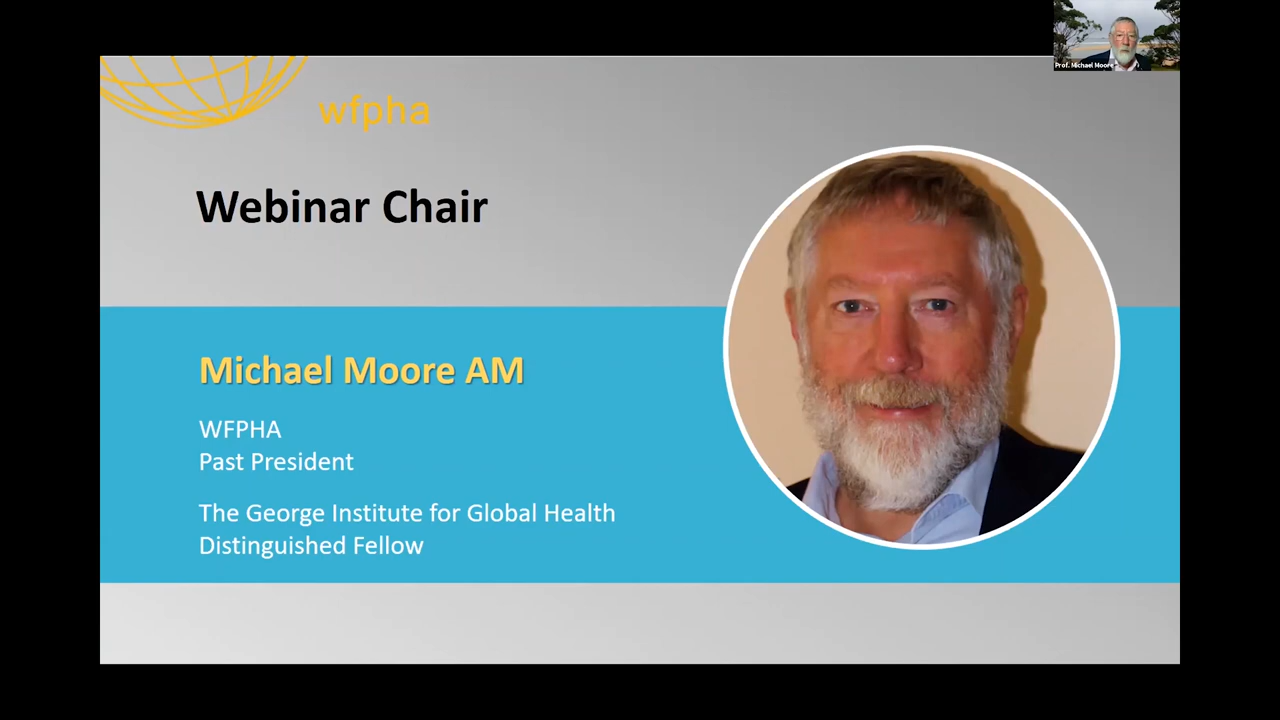 Prof. Michael Moore
wfpha
Webinar Chair
Michael Moore AM
WFPHA
Past President
The George Institute for Global Health
Distinguished Fellow